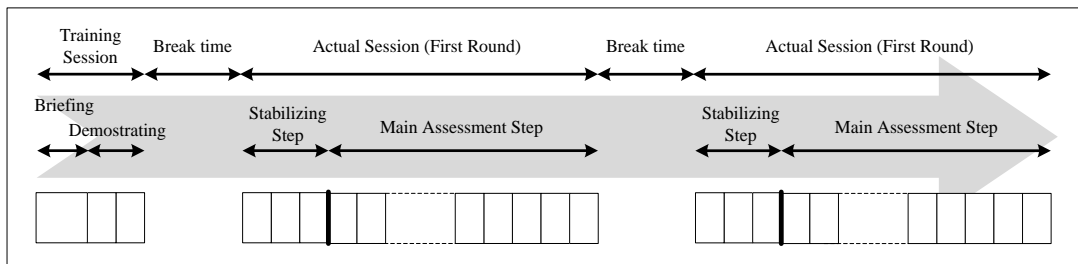 Training
Session
Break time
Actual Session (First Round)
Break time
Actual Session (First Round)
Briefing
Demostrating
Stabilizing
Step
Main Assessment Step
Stabilizing
Step
Main Assessment Step